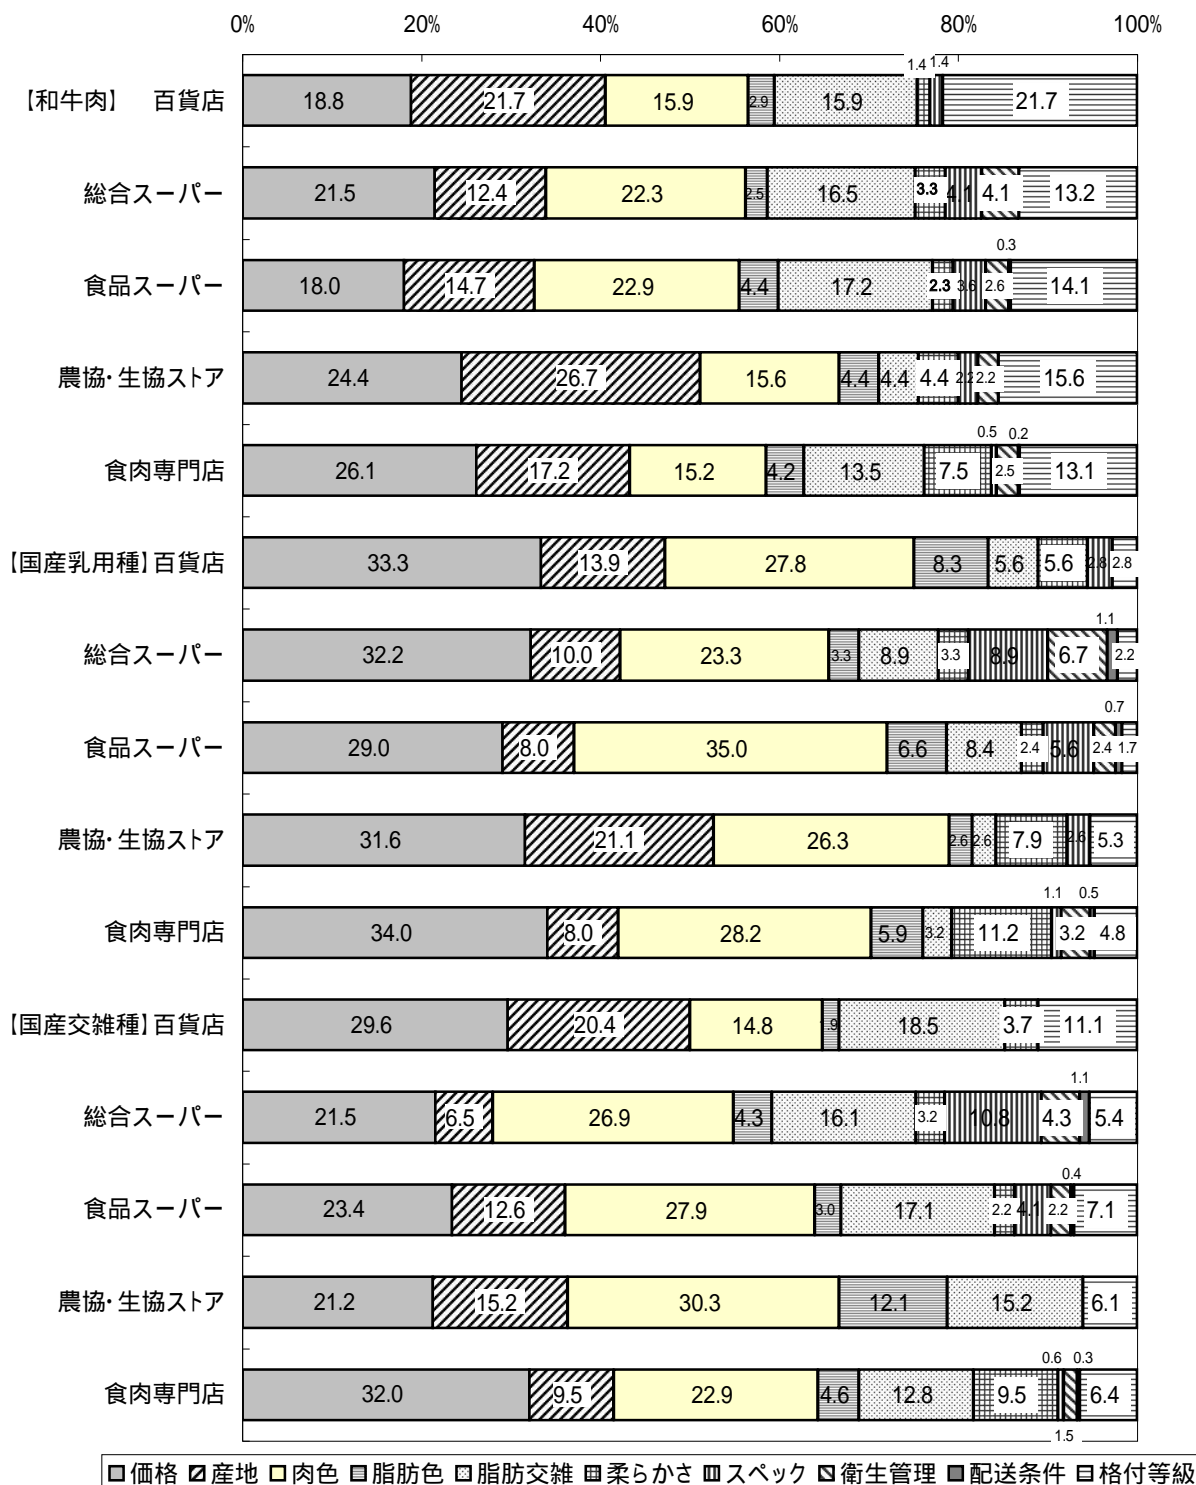 0% 20% 40% 60% 80% 100%
1.4 1.4
【和牛肉】 百貨店 18.8 21.7 15.9 2.9 15.9 21.7
総合スーパー 21.5 12.4 22.3 2.5 16.5 3.3 4.1 4.1 13.2
0.3
食品スーパー 18.0 14.7 22.9 4.4 17.2 2.3 3.6 2.6 14.1
農協・生協ストア 24.4 26.7 15.6 4.4 4.4 4.4 2.2 2.2 15.6
0.5 0.2
食肉専門店 26.1 17.2 15.2 4.2 13.5 7.5 2.5 13.1
【国産乳用種】百貨店 33.3 13.9 27.8 8.3 5.6 5.6 2.8 2.8
1.1
総合スーパー 32.2 10.0 23.3 3.3 8.9 3.3 8.9 6.7 2.2
0.7
食品スーパー 29.0 8.0 35.0 6.6 8.4 2.4 5.6 2.4 1.7
農協・生協ストア 31.6 21.1 26.3 2.6 2.6 7.9 2.6 5.3
1.1 0.5
食肉専門店 34.0 8.0 28.2 5.9 3.2 11.2 3.2 4.8
【国産交雑種】百貨店 29.6 20.4 14.8 1.9 18.5 3.7 11.1
1.1
総合スーパー 21.5 6.5 26.9 4.3 16.1 3.2 10.8 4.3 5.4
0.4
食品スーパー 23.4 12.6 27.9 3.0 17.1 2.2 4.1 2.2 7.1
農協・生協ストア 21.2 15.2 30.3 12.1 15.2 6.1
0.6 0.3
食肉専門店 32.0 9.5 22.9 4.6 12.8 9.5 6.4
1.5
価格 産地 肉色 脂肪色 脂肪交雑 柔らかさ スペック 衛生管理 配送条件 格付等級